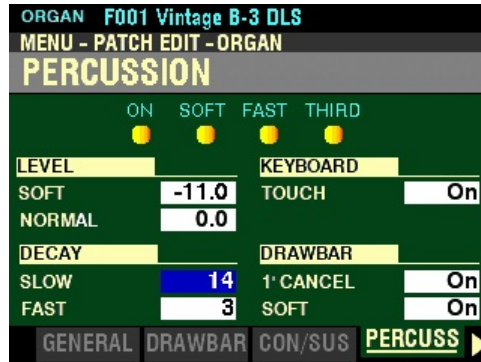 ORGAN F001 Vintage B-3 DLS
MENU - PATCH EDIT - ORGAN
PERCUSSION
ON SOFT FAST THIRD
LEVEL KEYBOARD
SOFT -11.0 TOUCH On
NORMAL 0.0
DECAY DRAWBAR
SLOW 14 1' CANCEL On
FAST 3 SOFT On
GENERAL DRAWBAR CON/SUS PERCUSS